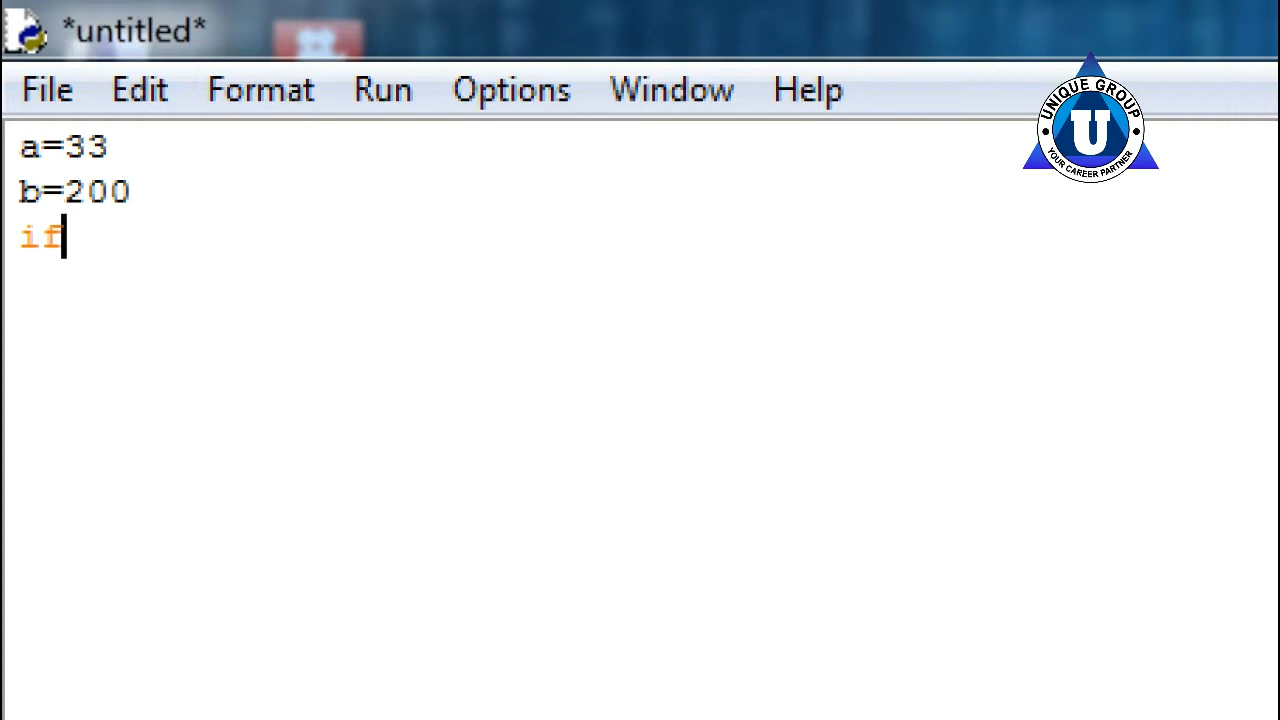 *untitled*
File Edit Format Run Options Window Help
UNIQUE GROUP
U
YOUR CAREER PARTNER
a=33
b=200
if